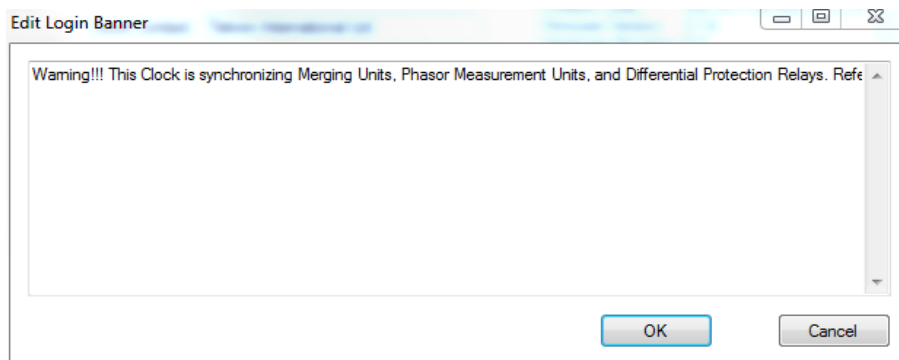 Edit Login Banner
Warning!!! This Clock is synchronizing Merging Units, Phasor Measurement Units, and Differential Protection Relays. Refe
OK
Cancel